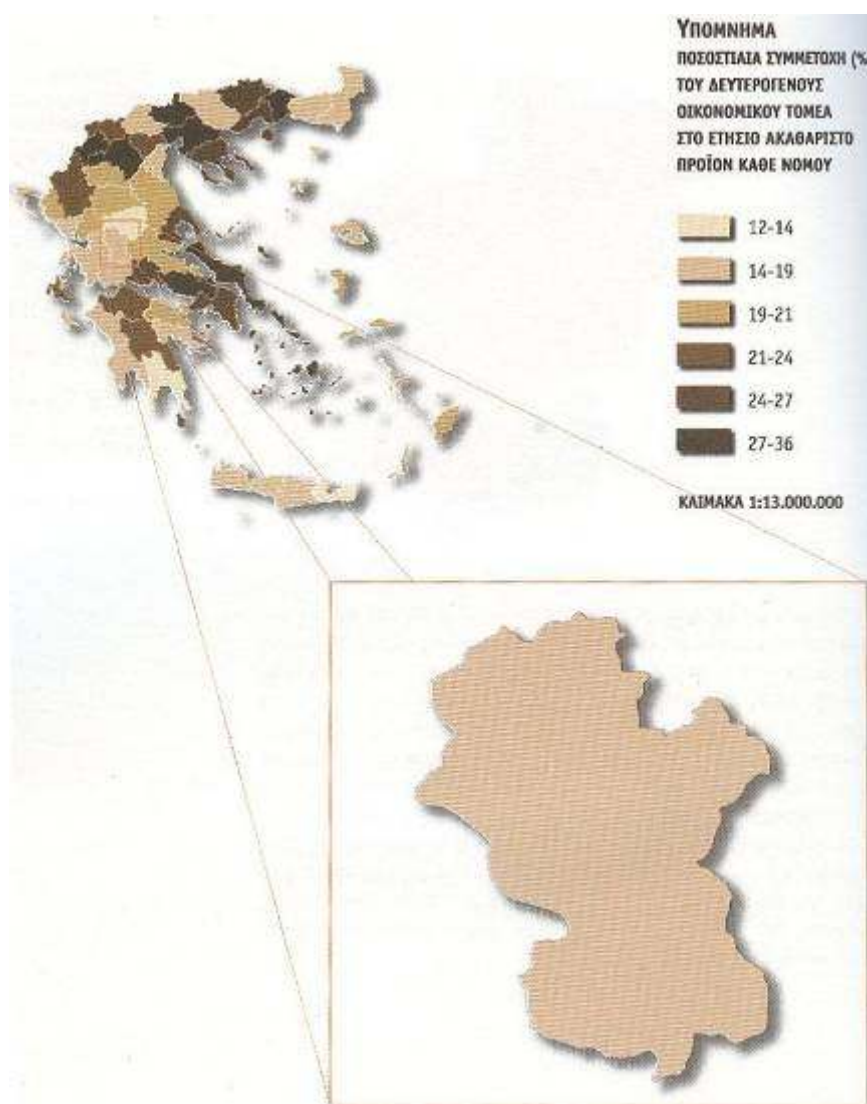 ΥΠΟΜΝΗΜΑ
ΠΟΣΟΣΤΙΑΙΑ ΣΥΜΜΕΤΟΧΗ (%
ΤΟΥ ΔΕΥΤΕΡΟΓΕΝΟΥΣ
ΟΙΚΟΝΟΜΙΚΟΥ ΤΟΜΕΑ
ΣΤΟ ΕΤΗΣΙΟ ΑΚΑΘΑΡΙΣΤΟ
ΠΡΟΪΟΝ ΚΑΘΕ ΝΟΜΟΥ
12-14
14-19
19-21
21-24
24-27
27-36
ΚΛΙΜΑΚΑ 1:13.000.000